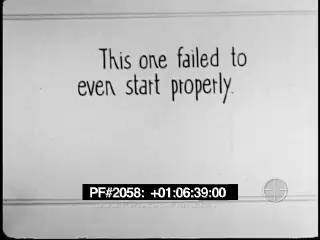 This one failed to
even start properly.
PF#2058: +01:06:39:00